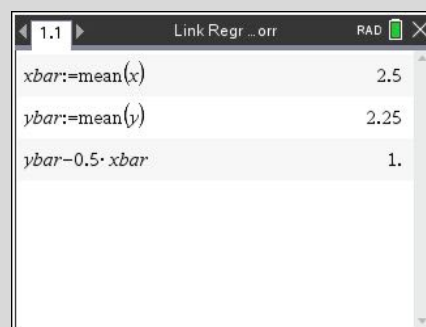 1.1 Link Regr ...orr RAD
xbar:=mean(x) 2.5
ybar:=mean(y) 2.25
ybar−0.5· xbar 1.